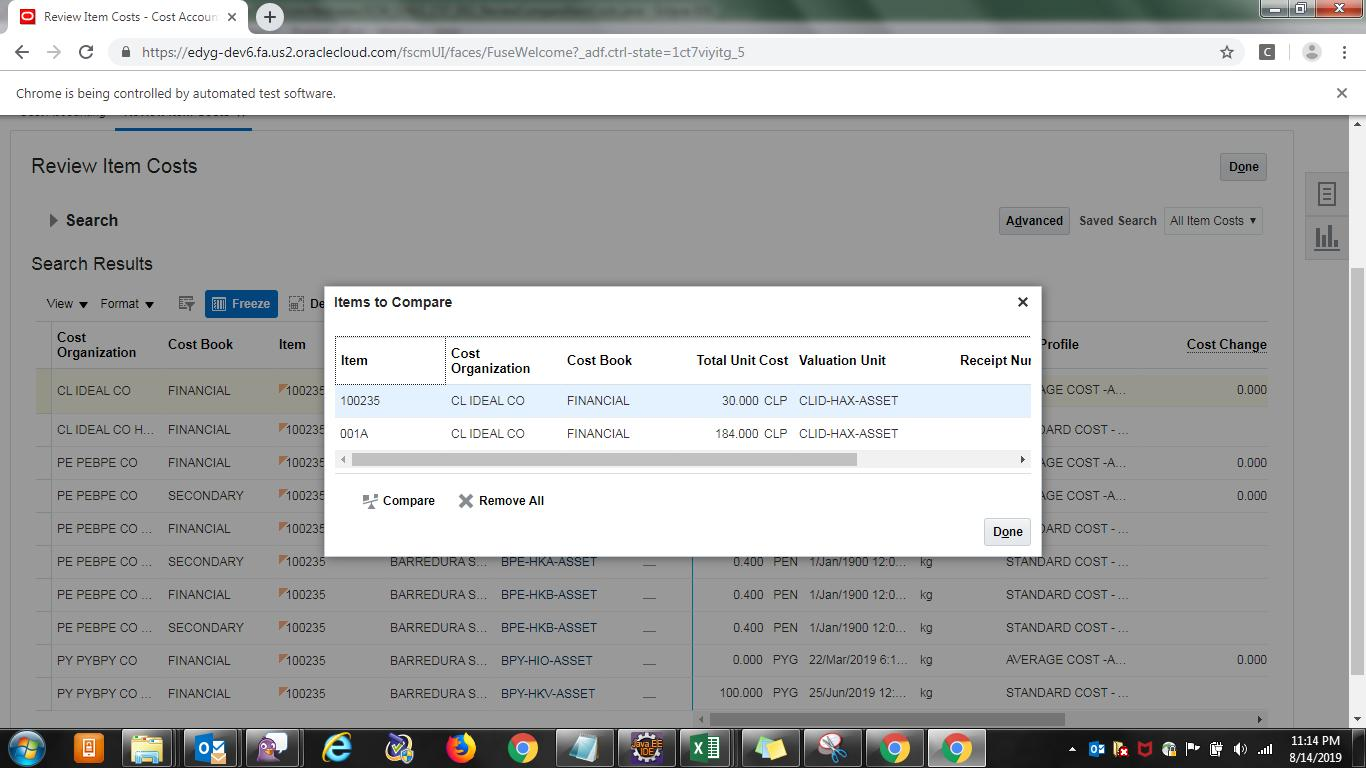 Review Item Costs - Cost Accoun
https://edyg-dev6.fa.us2.oraclecloud.com/fscmUI/faces/FuseWelcome?_adf.ctrl-state=1ct7viyitg_5
C
Chrome is being controlled by automated test software.
Review Item Costs
Done
Search
Advanced Saved Search All Item Costs
Search Results
View Format Freeze De
Items to Compare
Cost Organization Cost Book Item Profile Cost Change
Item Cost Organization Cost Book Total Unit Cost Valuation Unit Receipt Nur
100235 CL IDEAL CO FINANCIAL 30.000 CLP CLID-HAX-ASSET
001A CL IDEAL CO FINANCIAL 184.000 CLP CLID-HAX-ASSET
Compare Remove All
Done
CL IDEAL CO FINANCIAL 100235 AGE COST -A... 0.000
CL IDEAL CO H... FINANCIAL 100235 DARD COST - ...
PE PEBPE CO FINANCIAL 100235 AGE COST -A... 0.000
PE PEBPE CO SECONDARY 100235 AGE COST -A... 0.000
PE PEBPE CO ... FINANCIAL 100235 DARD COST - ...
PE PEBPE CO ... SECONDARY 100235 BARREDURA S... BPE-HKA-ASSET 0.400 PEN 1/Jan/1900 12:0... kg STANDARD COST - ...
PE PEBPE CO ... FINANCIAL 100235 BARREDURA S... BPE-HKB-ASSET 0.400 PEN 1/Jan/1900 12:0... kg STANDARD COST - ...
PE PEBPE CO ... SECONDARY 100235 BARREDURA S... BPE-HKB-ASSET 0.400 PEN 1/Jan/1900 12:0... kg STANDARD COST - ...
PY PYBPY CO FINANCIAL 100235 BARREDURA S... BPY-HIO-ASSET 0.000 PYG 22/Mar/2019 6:1... kg AVERAGE COST -A... 0.000
PY PYBPY CO ... FINANCIAL 100235 BARREDURA S... BPY-HKV-ASSET 100.000 PYG 25/Jun/2019 12:... kg STANDARD COST - ...
Java EE
IDE
11:14 PM
8/14/2019